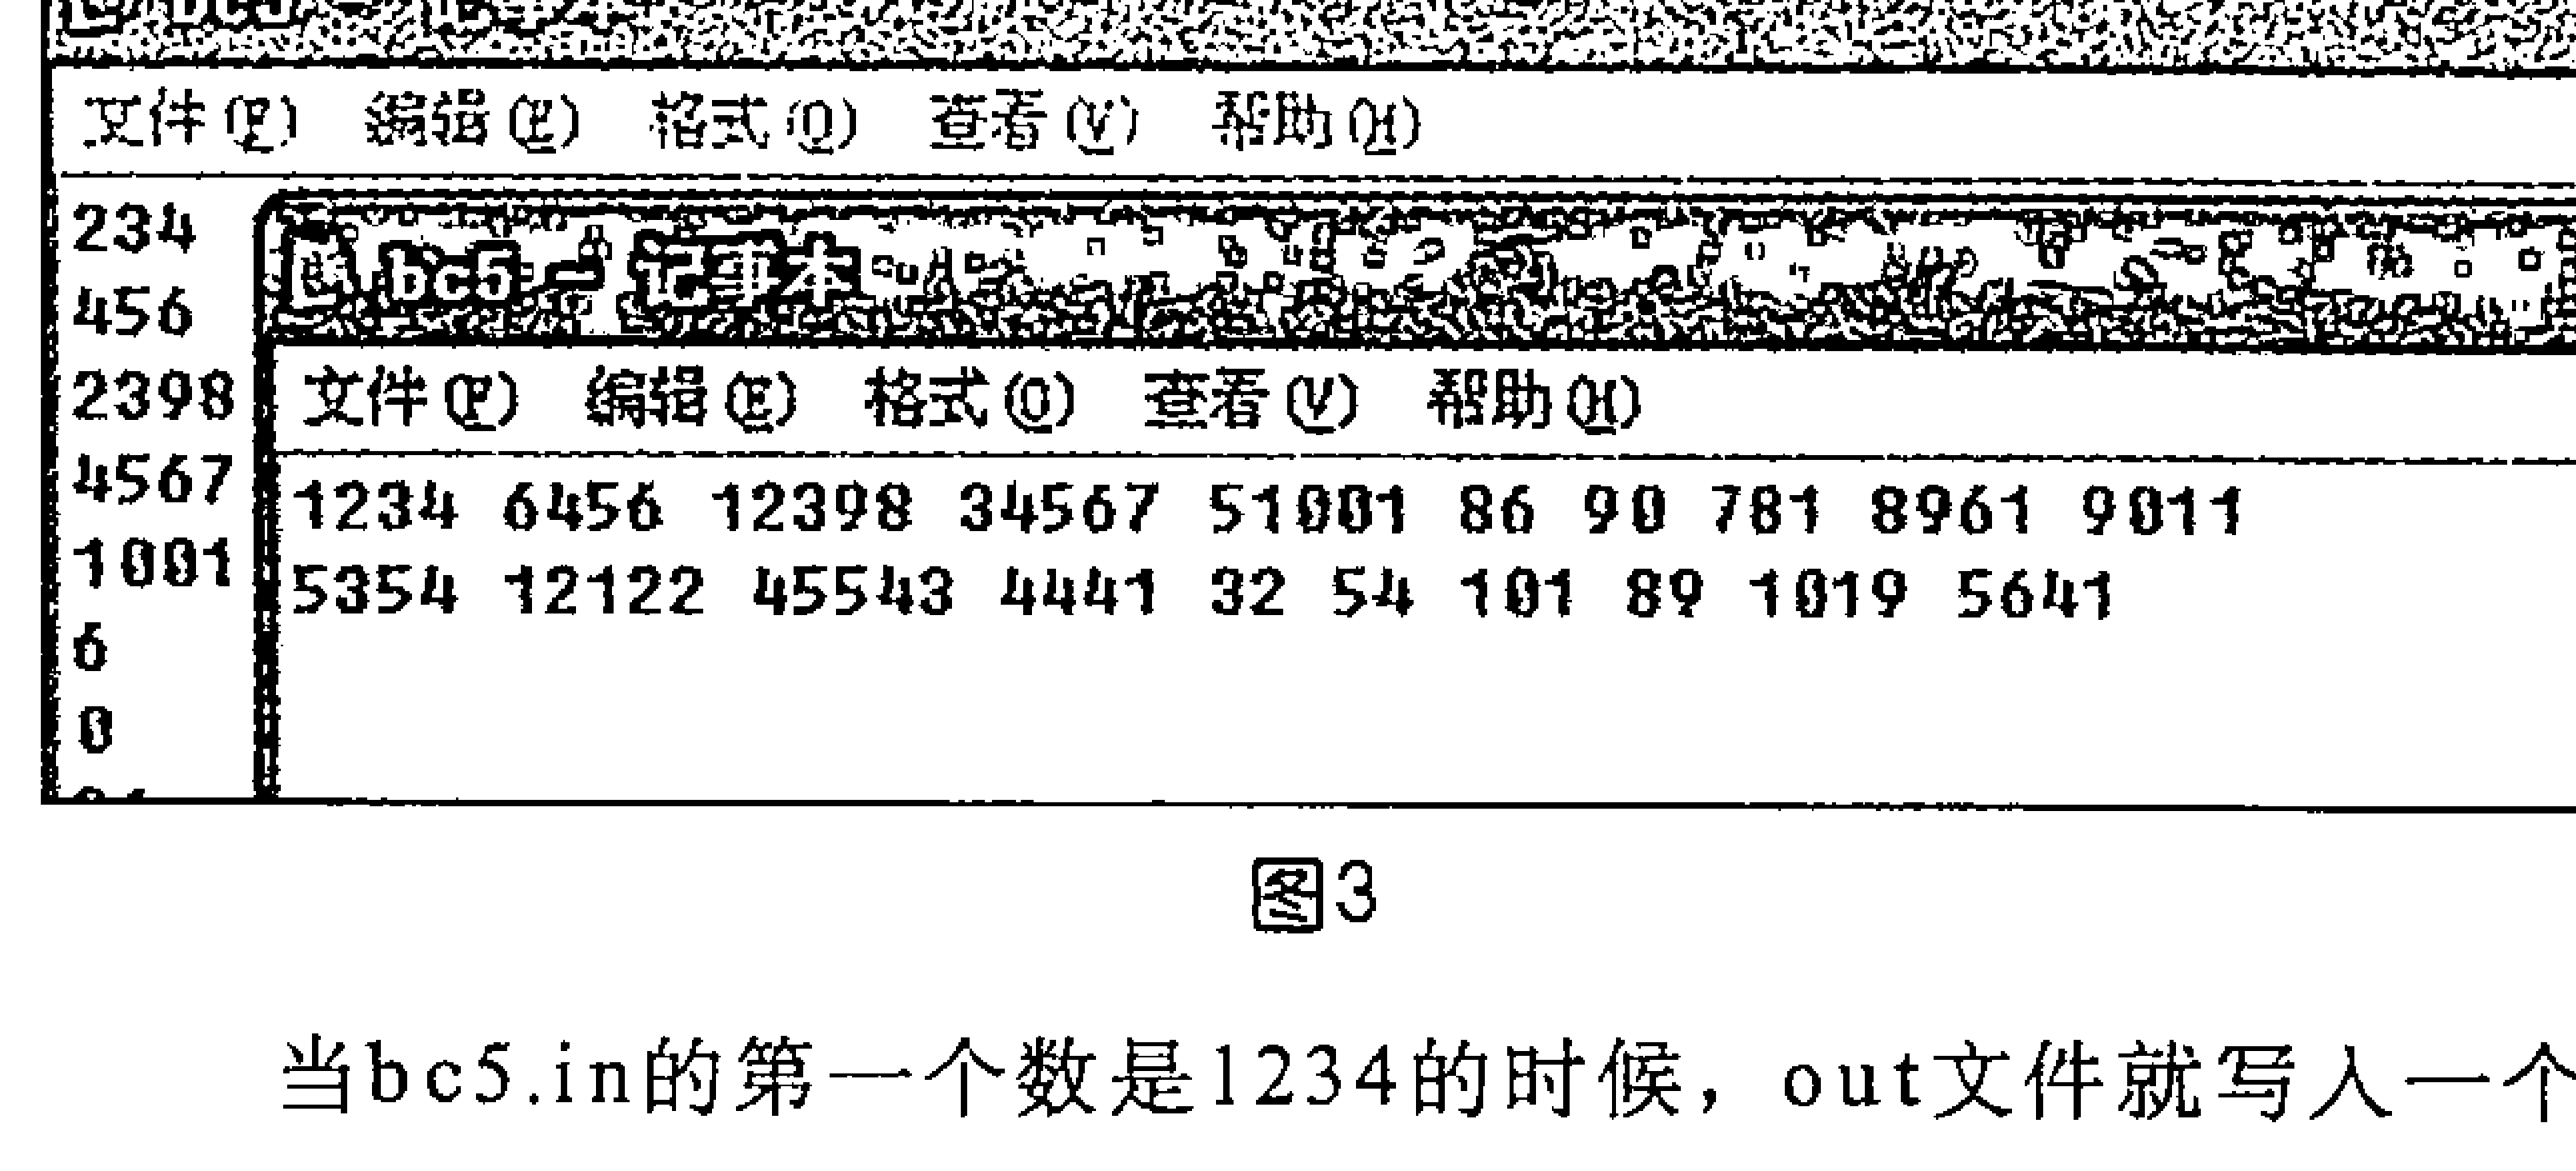 文件(F) 编辑(E) 格式(O) 查看(V) 帮助(H)
234
456
2398
4567
1001
6
0
bc5 - 记事本
文件(F) 编辑(E) 格式(O) 查看(V) 帮助(H)
1234 6456 12398 34567 51001 86 90 781 8961 9011
5354 12122 45543 4441 32 54 101 89 1019 5641
图3
当bc5.in的第一个数是1234的时候，out文件就写入一个